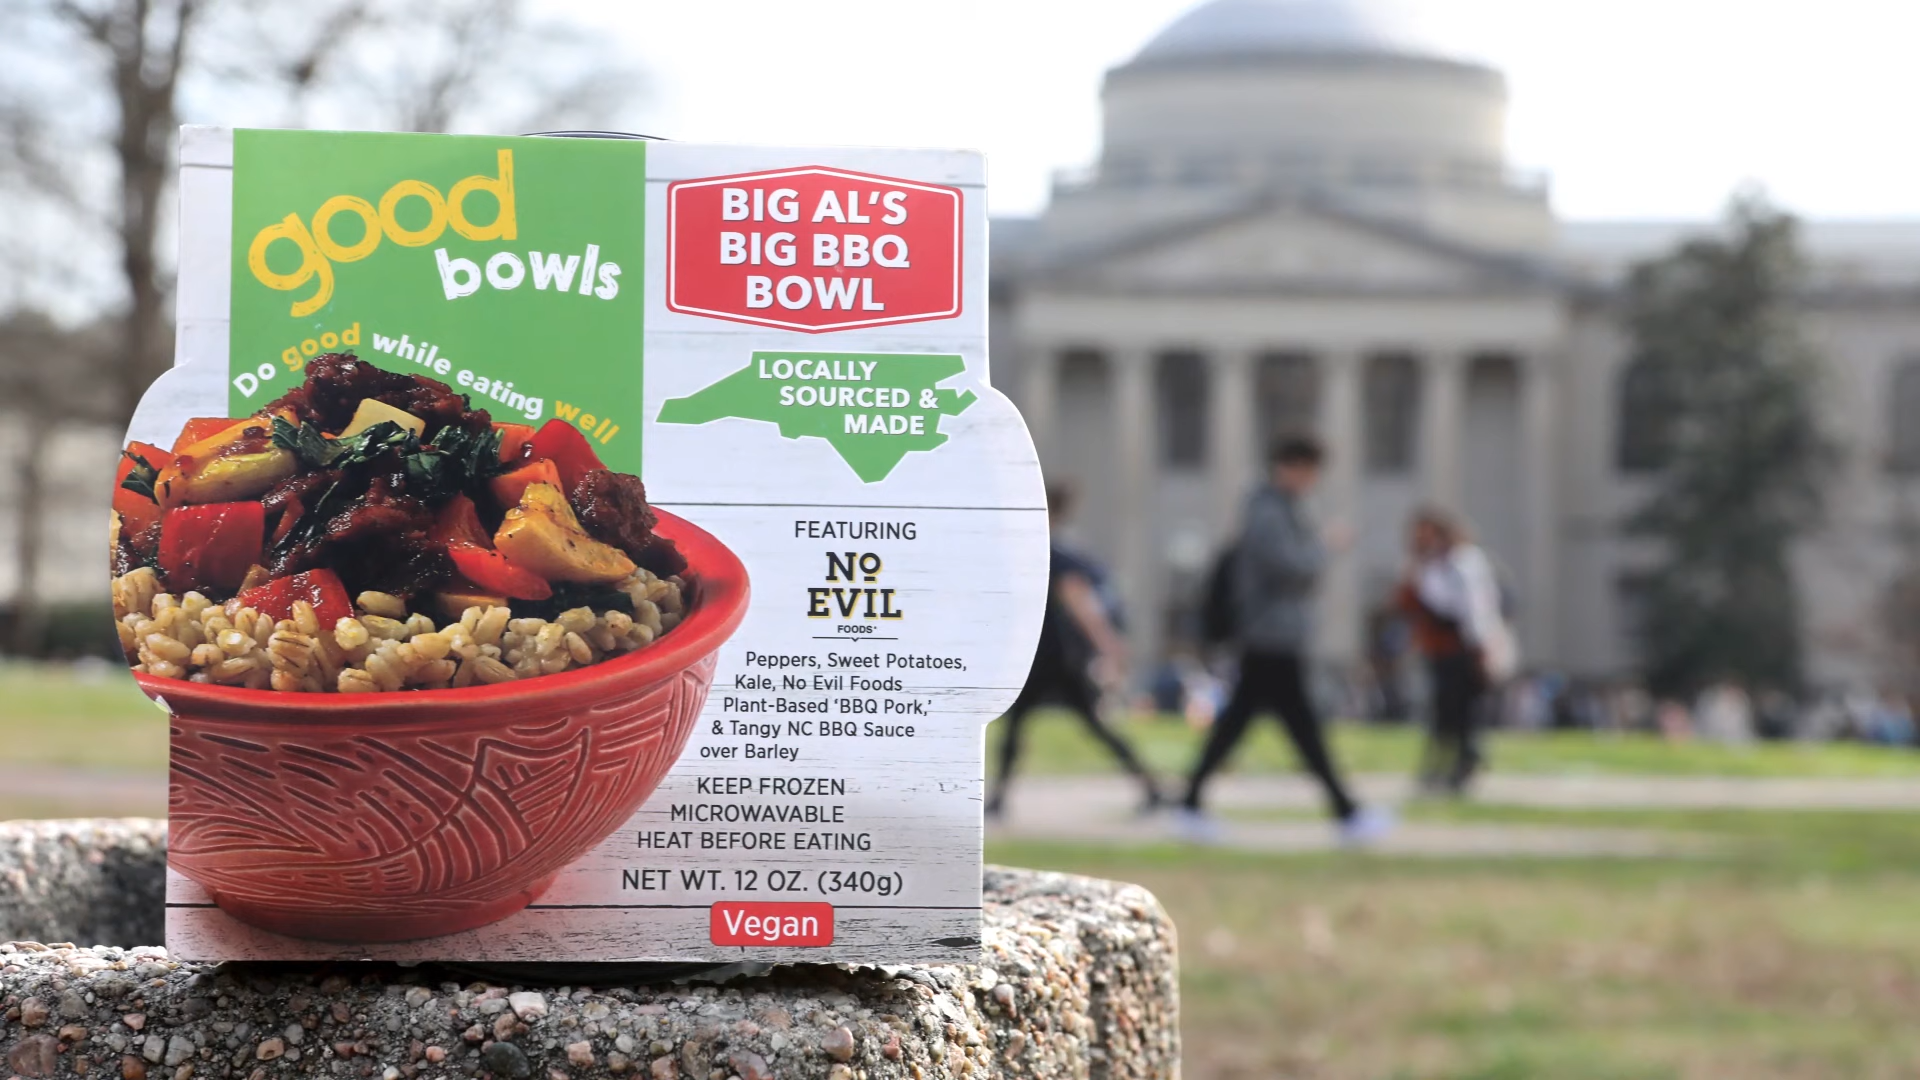 good
bowls
Do good while eating well
BIG AL'S
BIG BBQ
BOWL
LOCALLY
SOURCED &
MADE
FEATURING
No
EVIL
FOODS
Peppers, Sweet Potatoes,
Kale, No Evil Foods
Plant-Based ‘BBQ Pork,’
& Tangy NC BBQ Sauce
over Barley
KEEP FROZEN
MICROWAVABLE
HEAT BEFORE EATING
NET WT. 12 OZ. (340g)
Vegan